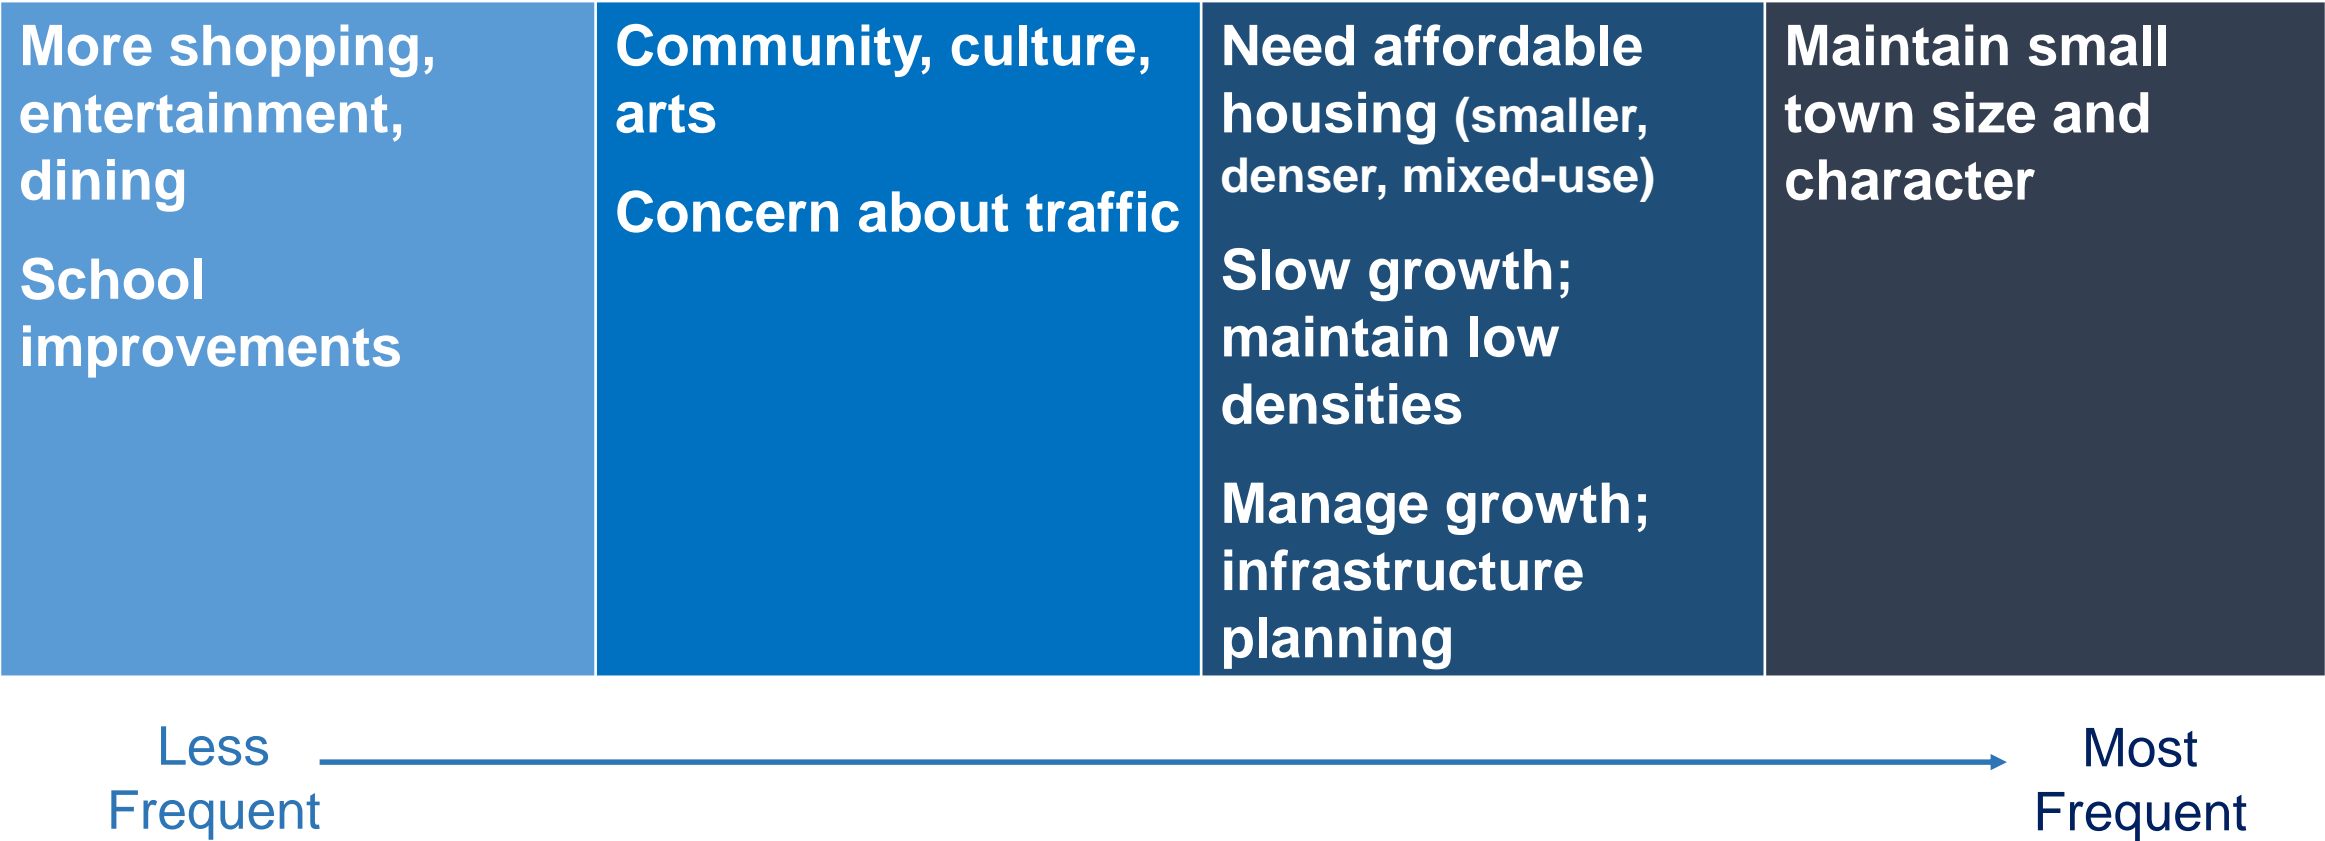 More shopping,
entertainment,
dining
School
improvements
Community, culture,
arts
Concern about traffic
Need affordable
housing (smaller,
denser, mixed-use)
Slow growth;
maintain low
densities
Manage growth;
infrastructure
planning
Maintain small
town size and
character
Less
Frequent
Most
Frequent